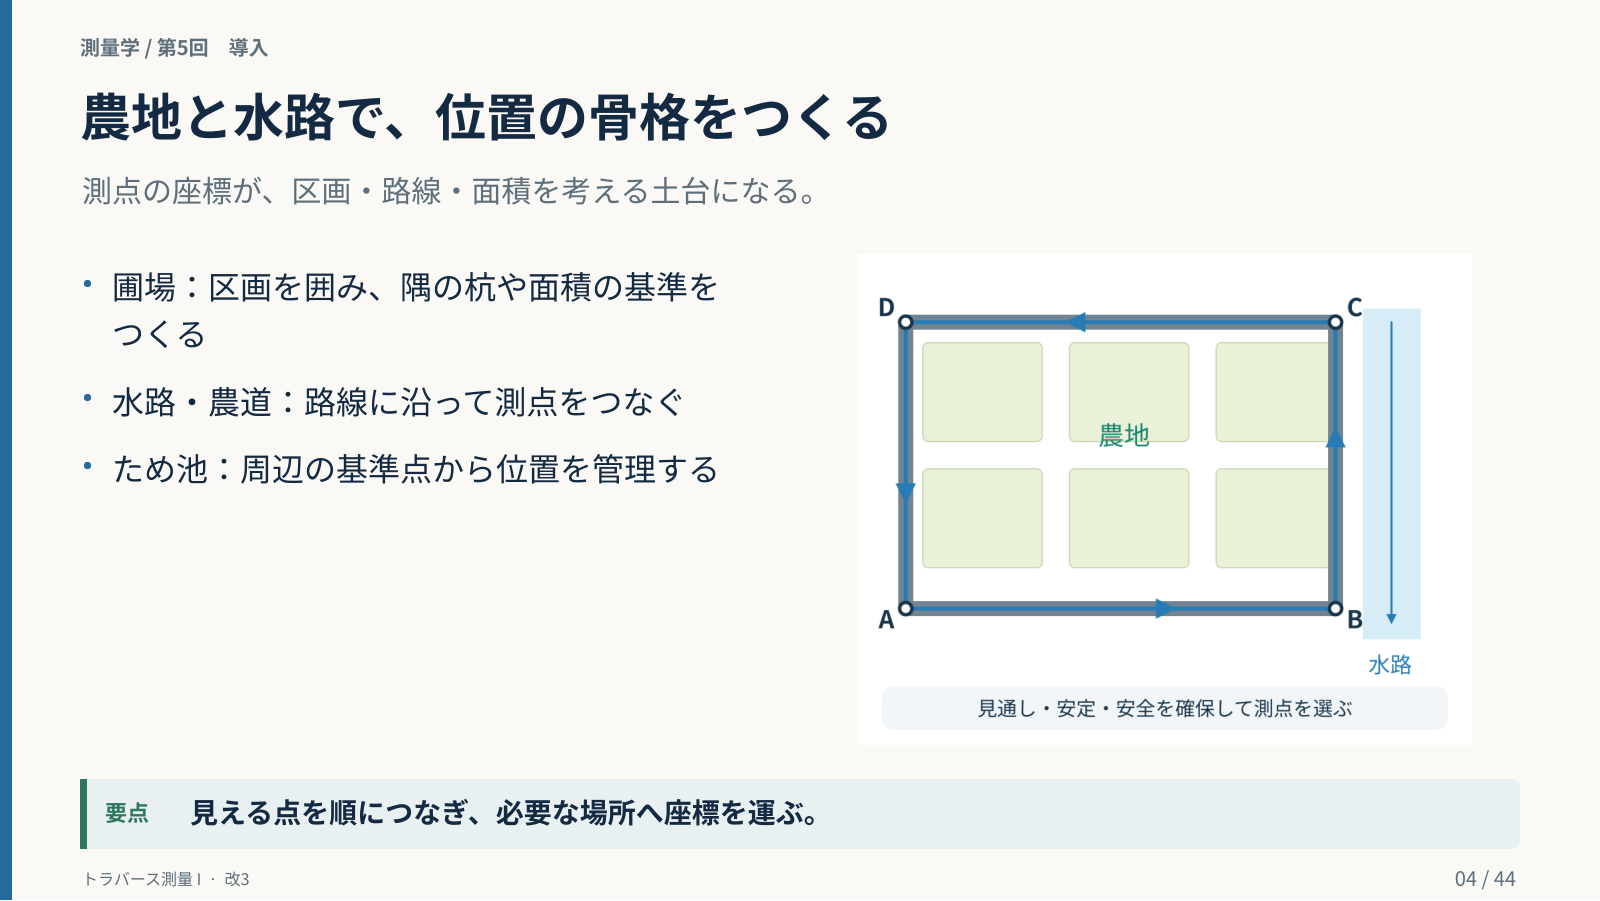 測量学 / 第5回　導入
農地と水路で、位置の骨格をつくる
測点の座標が、区画・路線・面積を考える土台になる。
• 圃場：区画を囲み、隅の杭や面積の基準を
つくる
• 水路・農道：路線に沿って測点をつなぐ
• ため池：周辺の基準点から位置を管理する
D
C
農地
A
B
水路
見通し・安定・安全を確保して測点を選ぶ
要点　見える点を順につなぎ、必要な場所へ座標を運ぶ。
トラバース測量 I · 改3
04 / 44